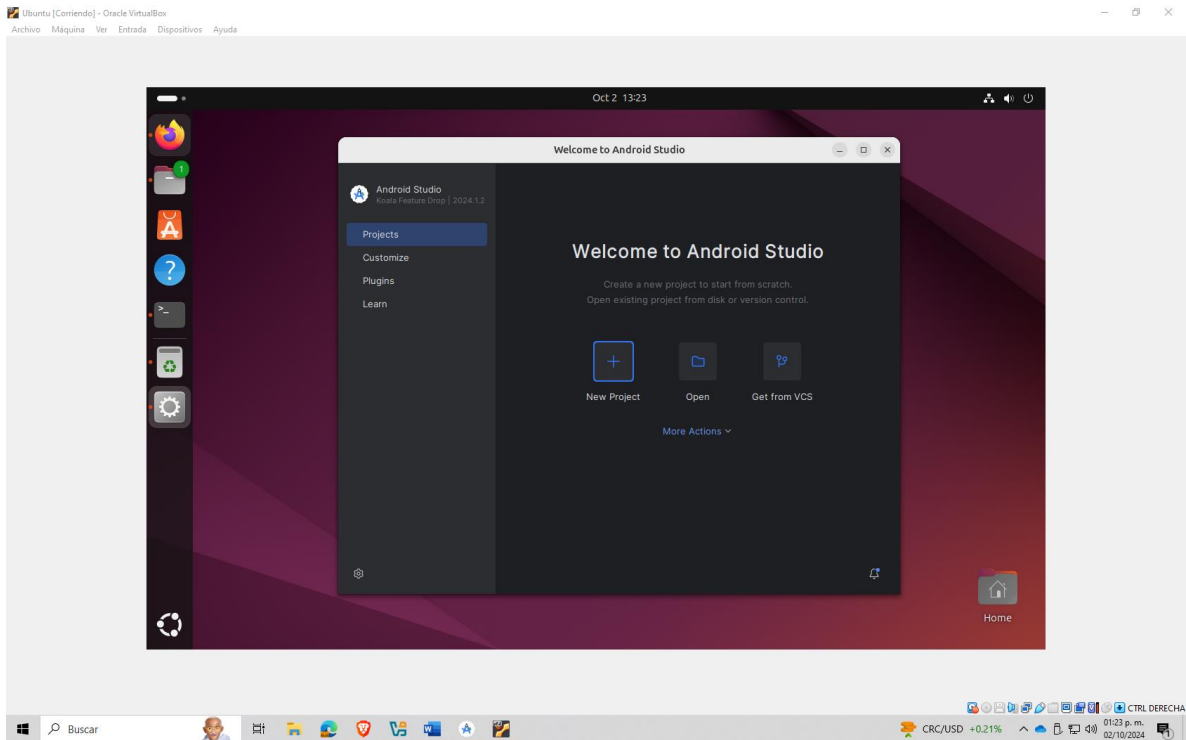 Ubuntu [Corriendo] - Oracle VirtualBox
Archivo Máquina Ver Entrada Dispositivos Ayuda
Oct 2 13:23
Welcome to Android Studio
1
Android Studio
Koala Feature Drop | 2024.1.2
Projects
Customize
Plugins
Learn
Welcome to Android Studio
Create a new project to start from scratch.
Open existing project from disk or version control.
New Project Open Get from VCS
More Actions
Home
CTRL DERECHA
Buscar
CRC/USD +0.21%
01:23 p. m.
02/10/2024